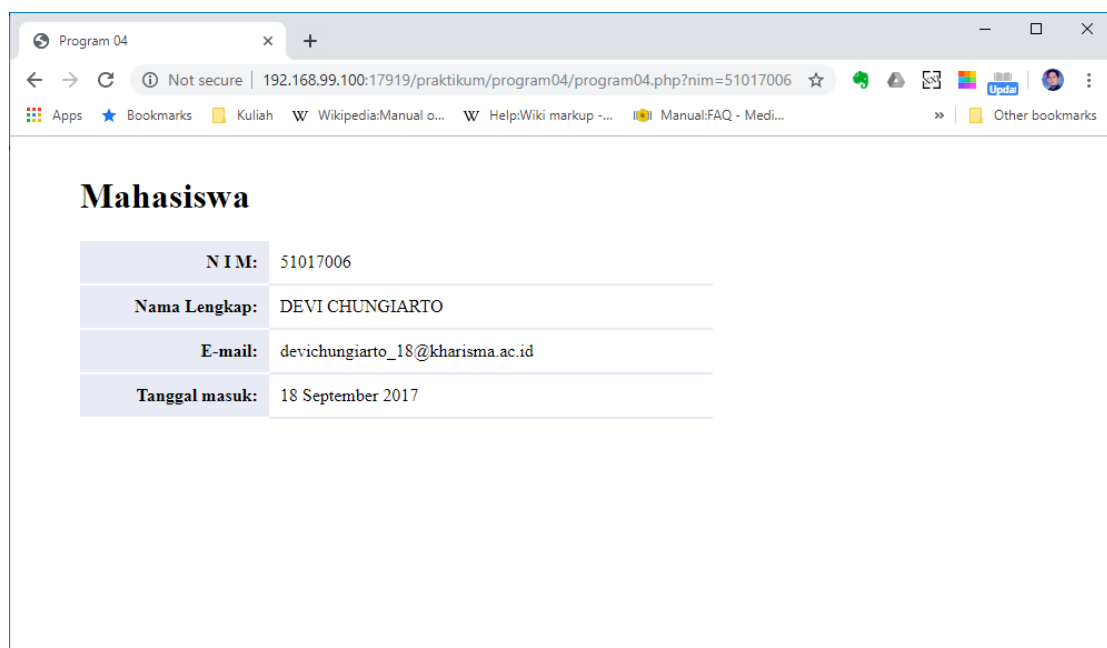 Program 04
Not secure | 192.168.99.100:17919/praktikum/program04/program04.php?nim=51017006
Apps Bookmarks Kuliah W Wikipedia:Manual o... W Help:Wiki markup -... Manual:FAQ - Medi... » Other bookmarks
Mahasiswa
N I M: 51017006
Nama Lengkap: DEVI CHUNGIARTO
E-mail: devichungiarto_18@kharisma.ac.id
Tanggal masuk: 18 September 2017